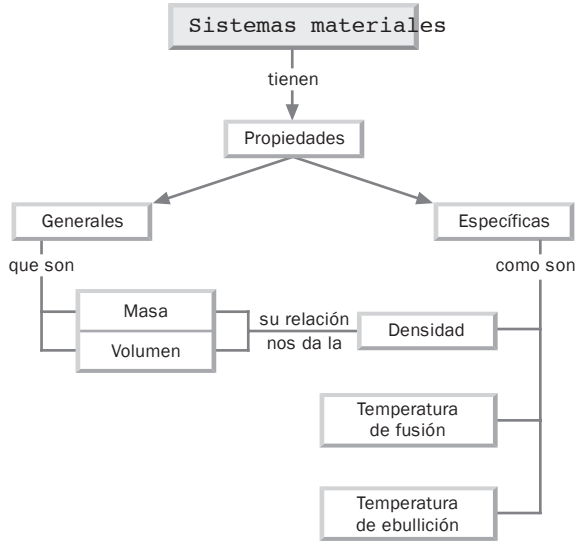 Sistemas materiales
tienen
Propiedades
Generales
Específicas
que son
como son
Masa
Volumen
su relación
nos da la
Densidad
Temperatura
de fusión
Temperatura
de ebullición